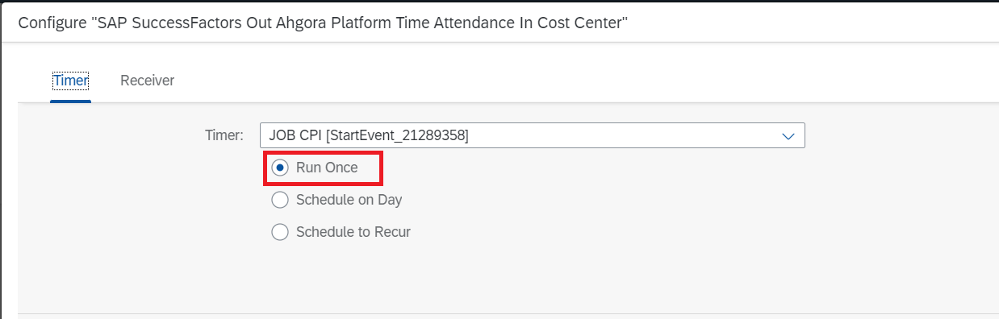 Configure "SAP SuccessFactors Out Ahgora Platform Time Attendance In Cost Center"
Timer Receiver
Timer: JOB CPI [StartEvent_21289358]
Run Once
Schedule on Day
Schedule to Recur